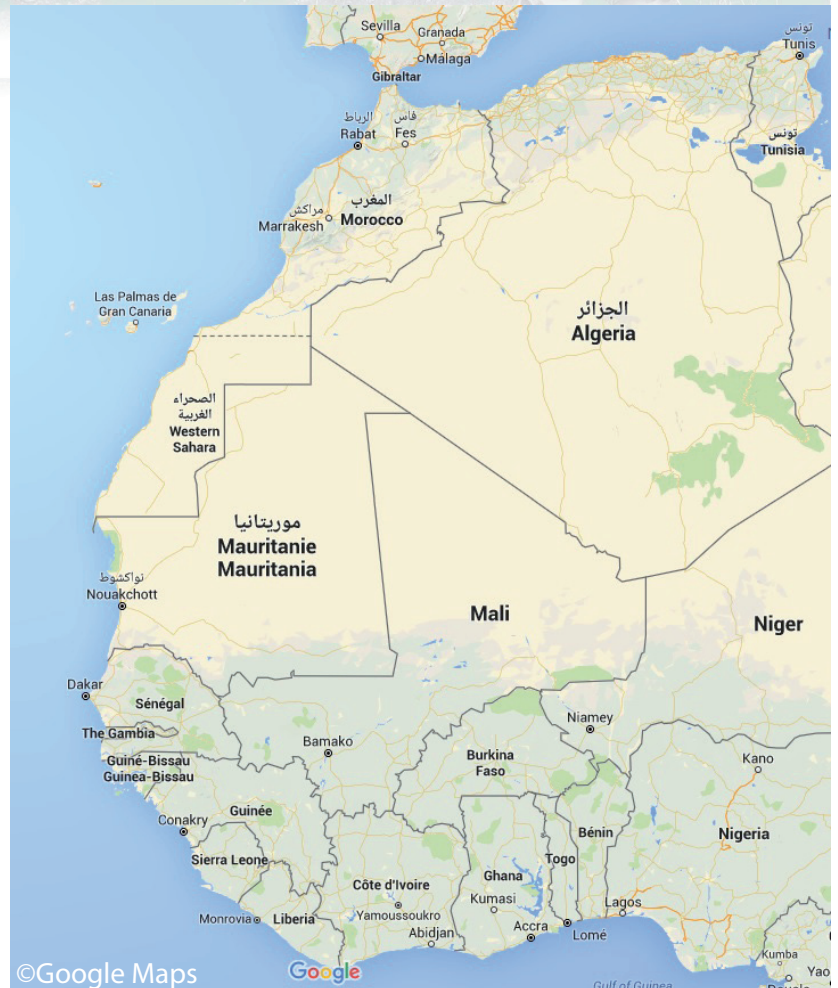 Sevilla
Granada
Málaga
Gibraltar
تونس
Tunis
الرباط
Rabat
فاس
Fes
تونس
Tunisia
مراكش
Marrakesh
المغرب
Morocco
Las Palmas de
Gran Canaria
الجزائر
Algeria
الصحراء
الغربية
Western
Sahara
موريتانيا
Mauritanie
Mauritania
نواكشوط
Nouakchott
Mali
Niger
Dakar
Sénégal
The Gambia
Niamey
Bamako
Guiné-Bissau
Guinea-Bissau
Burkina
Faso
Kano
Guinée
Conakry
Bénin
Nigeria
Sierra Leone
Togo
Ghana
Côte d'Ivoire
Kumasi
Yamoussoukro
Lagos
Monrovia
Liberia
Abidjan
Accra
Lomé
Kumba
©Google Maps
Google
Gulf of Guinea